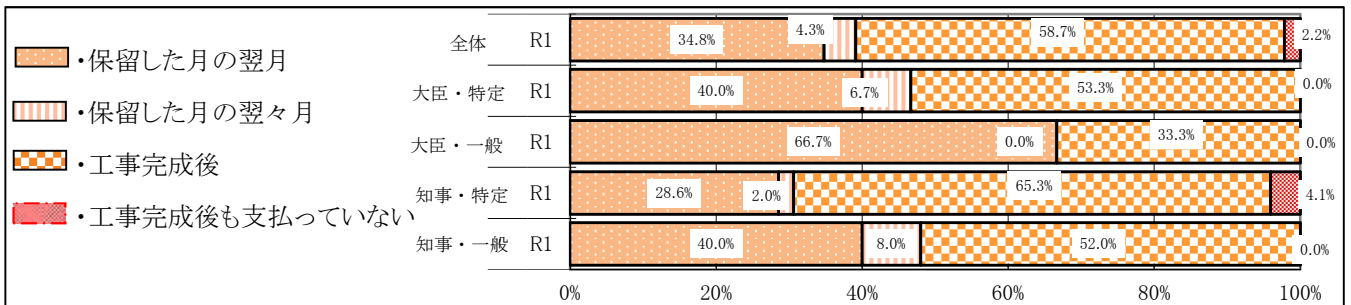 ・保留した月の翌月
・保留した月の翌々月
・工事完成後
・工事完成後も支払っていない
全体 R1 34.8% 4.3% 58.7% 2.2%
大臣・特定 R1 40.0% 6.7% 53.3% 0.0%
大臣・一般 R1 66.7% 0.0% 33.3% 0.0%
知事・特定 R1 28.6% 2.0% 65.3% 4.1%
知事・一般 R1 40.0% 8.0% 52.0% 0.0%
0% 20% 40% 60% 80% 100%